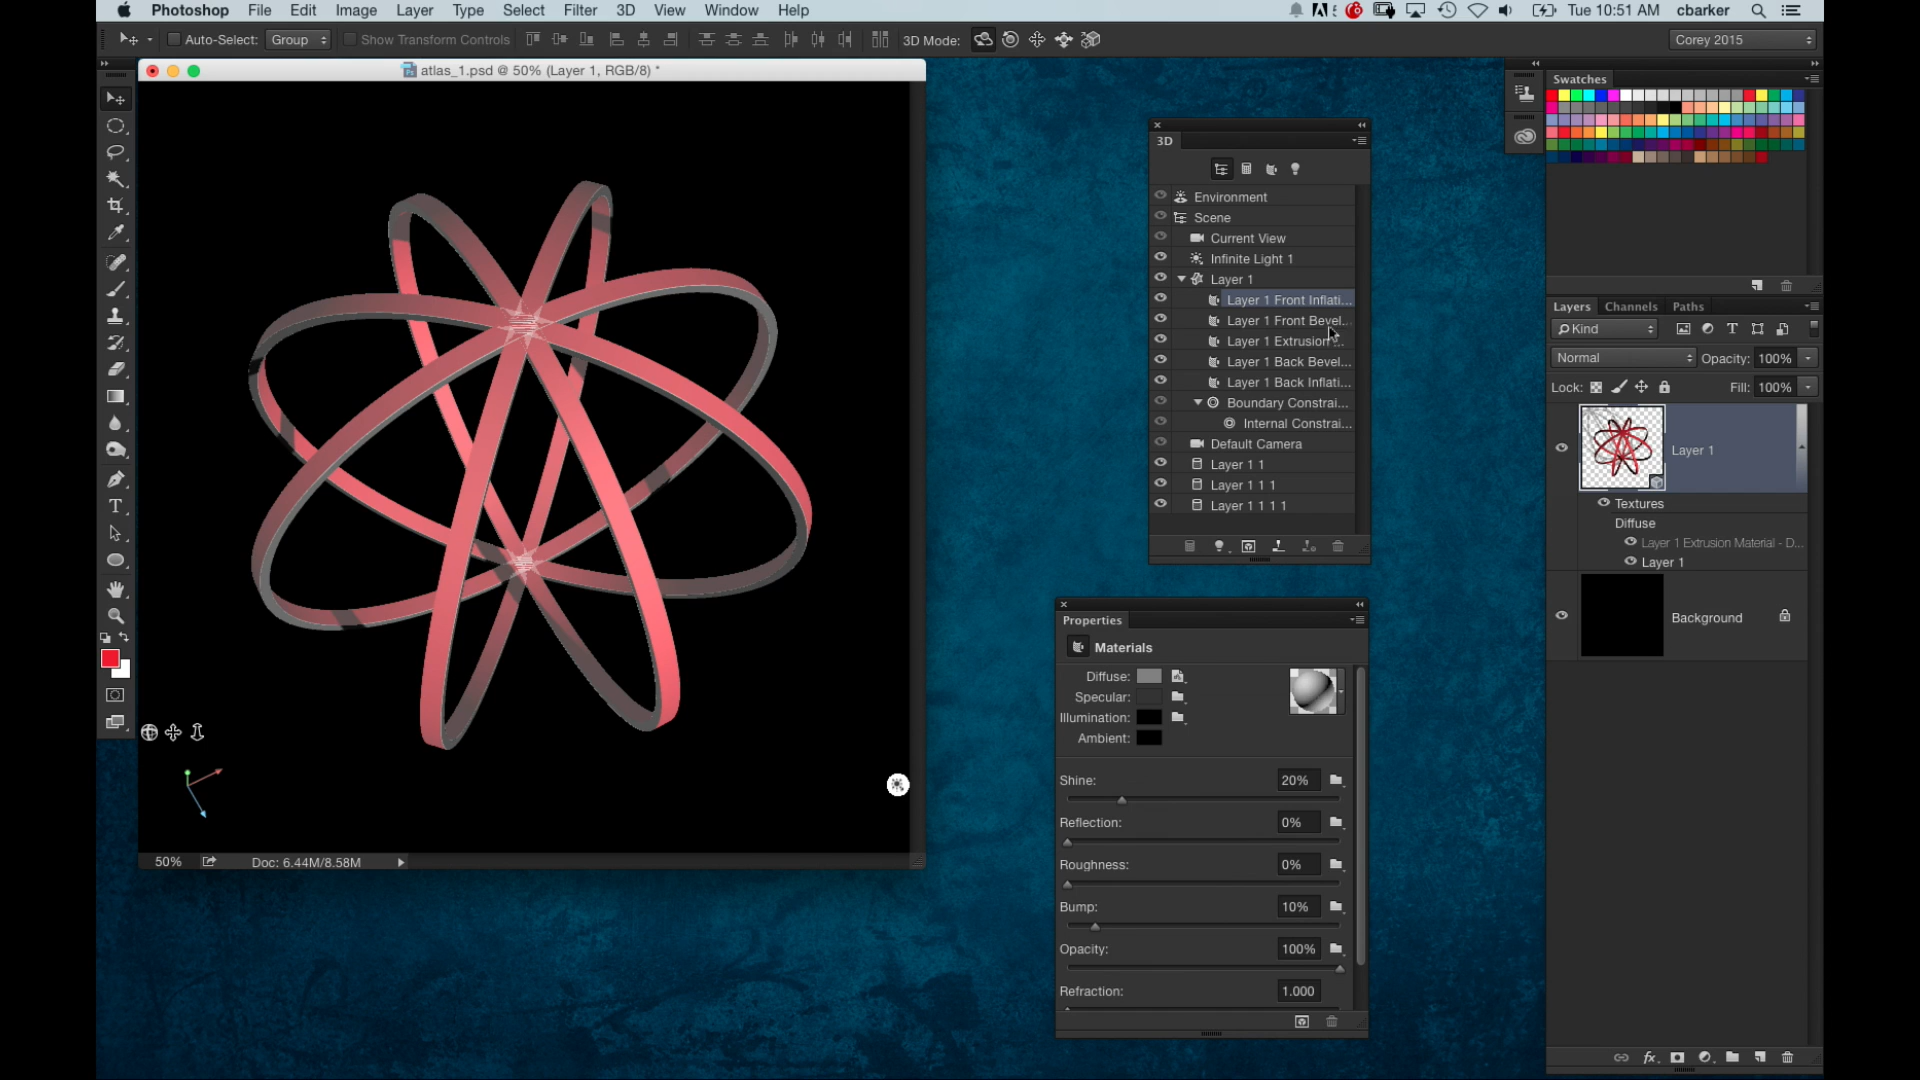 Photoshop File Edit Image Layer Type Select Filter 3D View Window Help Tue 10:51 AM cbarker
Auto-Select: Group Show Transform Controls 3D Mode: Corey 2015
atlas_1.psd @ 50% (Layer 1, RGB/8) *
50% Doc: 6.44M/8.58M
3D
Environment
Scene
Current View
Infinite Light 1
Layer 1
Layer 1 Front Inflati...
Layer 1 Front Bevel...
Layer 1 Extrusion ...
Layer 1 Back Bevel...
Layer 1 Back Inflati...
Boundary Constrai...
Internal Constrai...
Default Camera
Layer 1 1
Layer 1 1 1
Layer 1 1 1 1
Properties
Materials
Diffuse:
Specular:
Illumination:
Ambient:
Shine: 20%
Reflection: 0%
Roughness: 0%
Bump: 10%
Opacity: 100%
Refraction: 1.000
Swatches
Layers Channels Paths
Kind
Normal Opacity: 100%
Lock: Fill: 100%
Layer 1
Textures
Diffuse
Layer 1 Extrusion Material - D...
Layer 1
Background